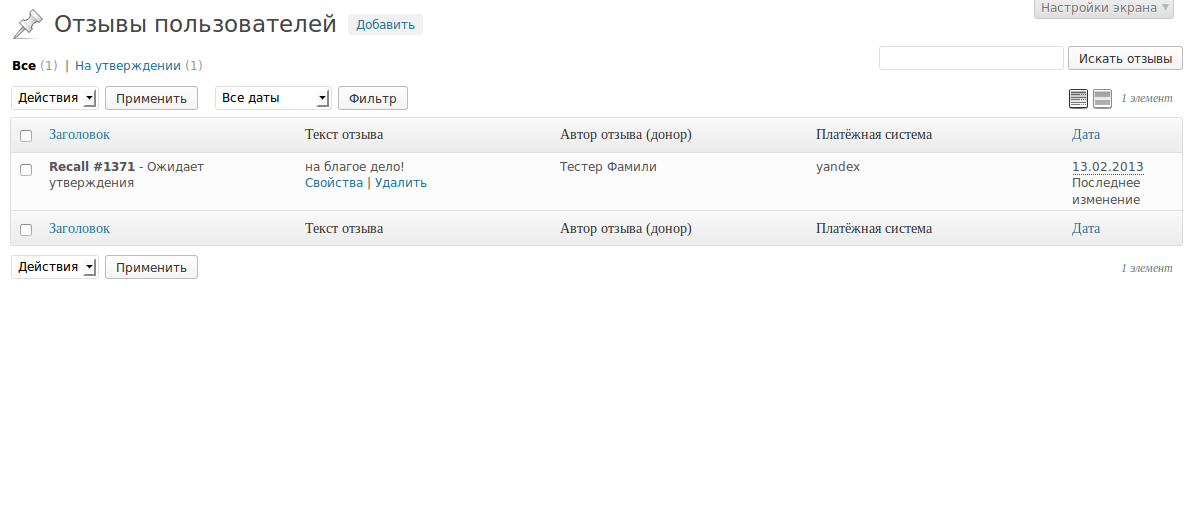 Настройки экрана
Отзывы пользователей Добавить
Все (1) | На утверждении (1)
Искать отзывы
Действия Применить Все даты Фильтр 1 элемент
Заголовок Текст отзыва Автор отзыва (донор) Платёжная система Дата
Recall #1371 - Ожидает на благое дело! Тестер Фамили yandex 13.02.2013
утверждения Свойства | Удалить Последнее
изменение
Заголовок Текст отзыва Автор отзыва (донор) Платёжная система Дата
Действия Применить 1 элемент